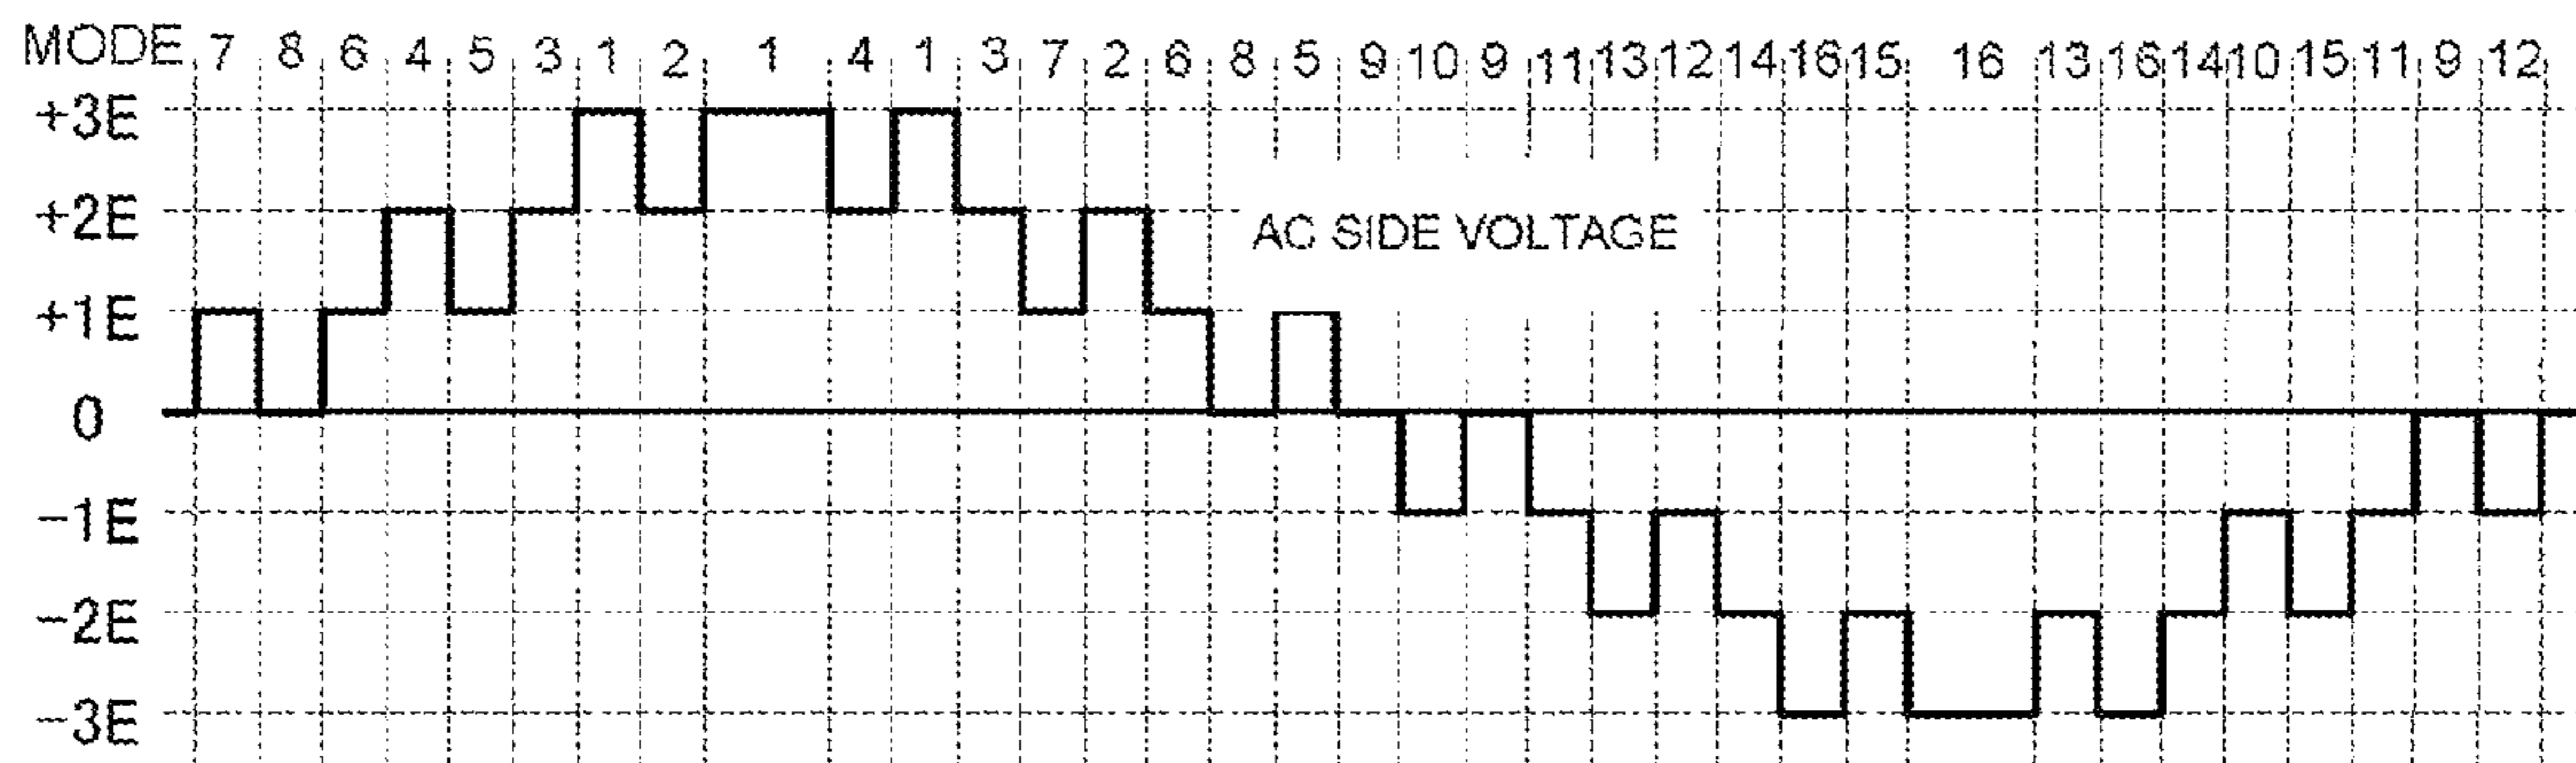 MODE 7 8 6 4 5 3 1 2 1 4 1 3 7 2 6 8 5 9 10 9 11 13 12 14 16 15 16 13 16 14 10 15 11 9 12
+3E
+2E
AC SIDE VOLTAGE
+1E
0
−1E
−2E
−3E